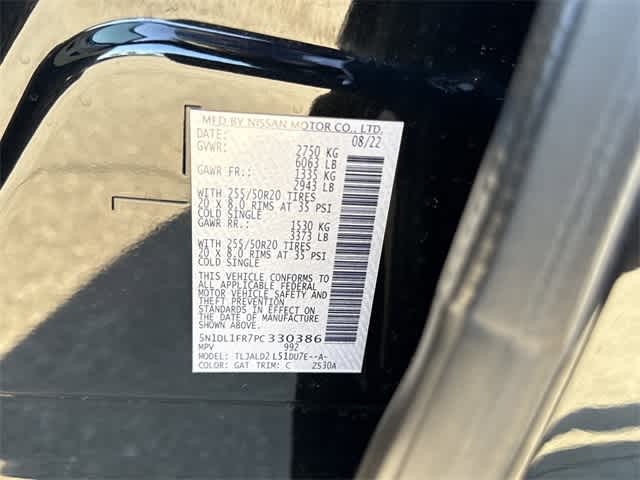 MFD BY NISSAN MOTOR CO., LTD.
DATE: 08/22
GVWR: 2750 KG
6063 LB
GAWR FR.: 1335 KG
2943 LB
WITH 255/50R20 TIRES
20 X 8.0 RIMS AT 35 PSI
COLD SINGLE
GAWR RR.: 1530 KG
3373 LB
WITH 255/50R20 TIRES
20 X 8.0 RIMS AT 35 PSI
COLD SINGLE
THIS VEHICLE CONFORMS TO
ALL APPLICABLE FEDERAL
MOTOR VEHICLE SAFETY AND
THEFT PREVENTION
STANDARDS IN EFFECT ON
THE DATE OF MANUFACTURE
SHOWN ABOVE.
5N1DL1FR7PC330386
MPV 992
MODEL: TLJALD2 L51DU7E--A-
COLOR: GAT TRIM: C 2530A